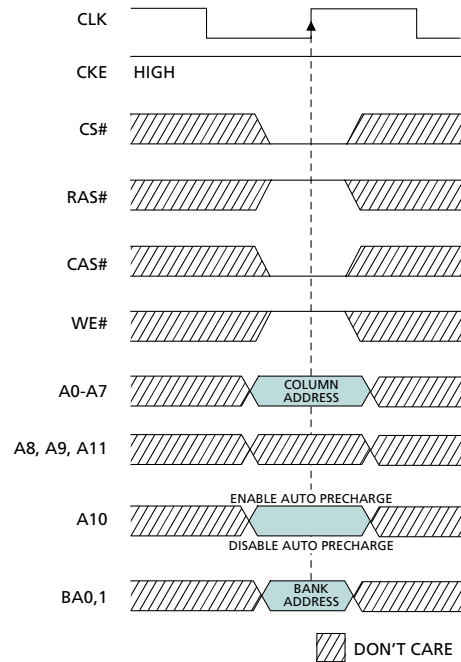 CLK
CKE HIGH
CS#
RAS#
CAS#
WE#
A0-A7 COLUMN
ADDRESS
A8, A9, A11
ENABLE AUTO PRECHARGE
A10
DISABLE AUTO PRECHARGE
BA0,1 BANK
ADDRESS
DON'T CARE